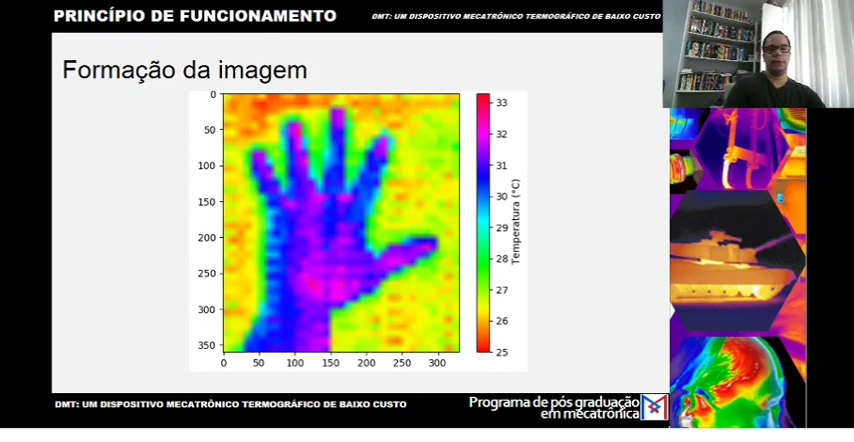 PRINCÍPIO DE FUNCIONAMENTO
DMT: UM DISPOSITIVO MECATRÔNICO TERMOGRÁFICO DE BAIXO CUSTO
Formação da imagem
0
50
100
150
200
250
300
350
0 50 100 150 200 250 300
33
32
31
30
29
28
27
26
25
Temperatura (°C)
DMT: UM DISPOSITIVO MECATRÔNICO TERMOGRÁFICO DE BAIXO CUSTO
Programa de pós graduação
em mecatrônica